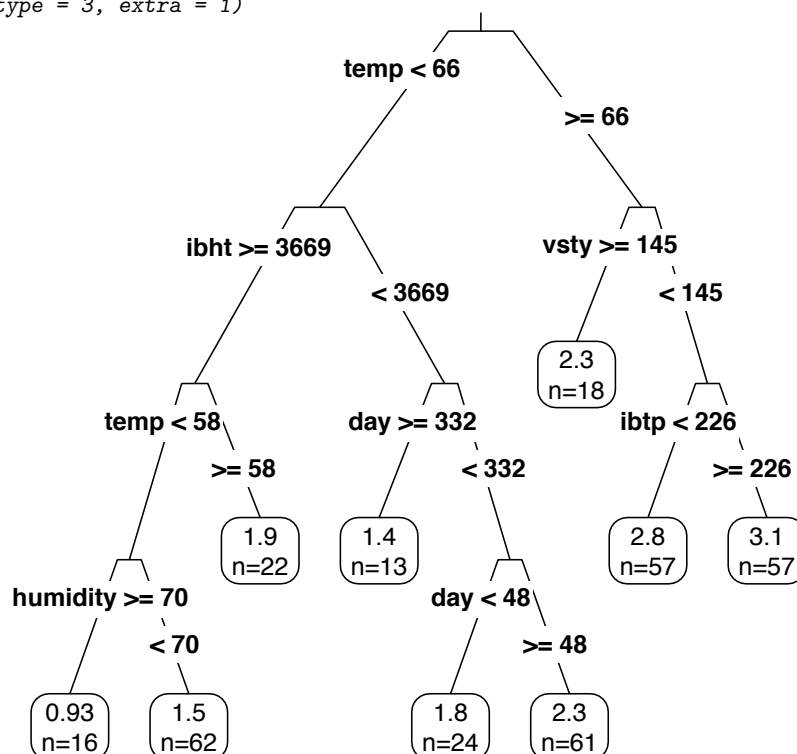 type = 3, extra = 1)
temp < 66
>= 66
ibht >= 3669
vsty >= 145
< 3669
< 145
2.3
n=18
temp < 58
day >= 332
ibtp < 226
>= 58
< 332
>= 226
1.9
n=22
1.4
n=13
2.8
n=57
3.1
n=57
humidity >= 70
day < 48
< 70
>= 48
0.93
n=16
1.5
n=62
1.8
n=24
2.3
n=61